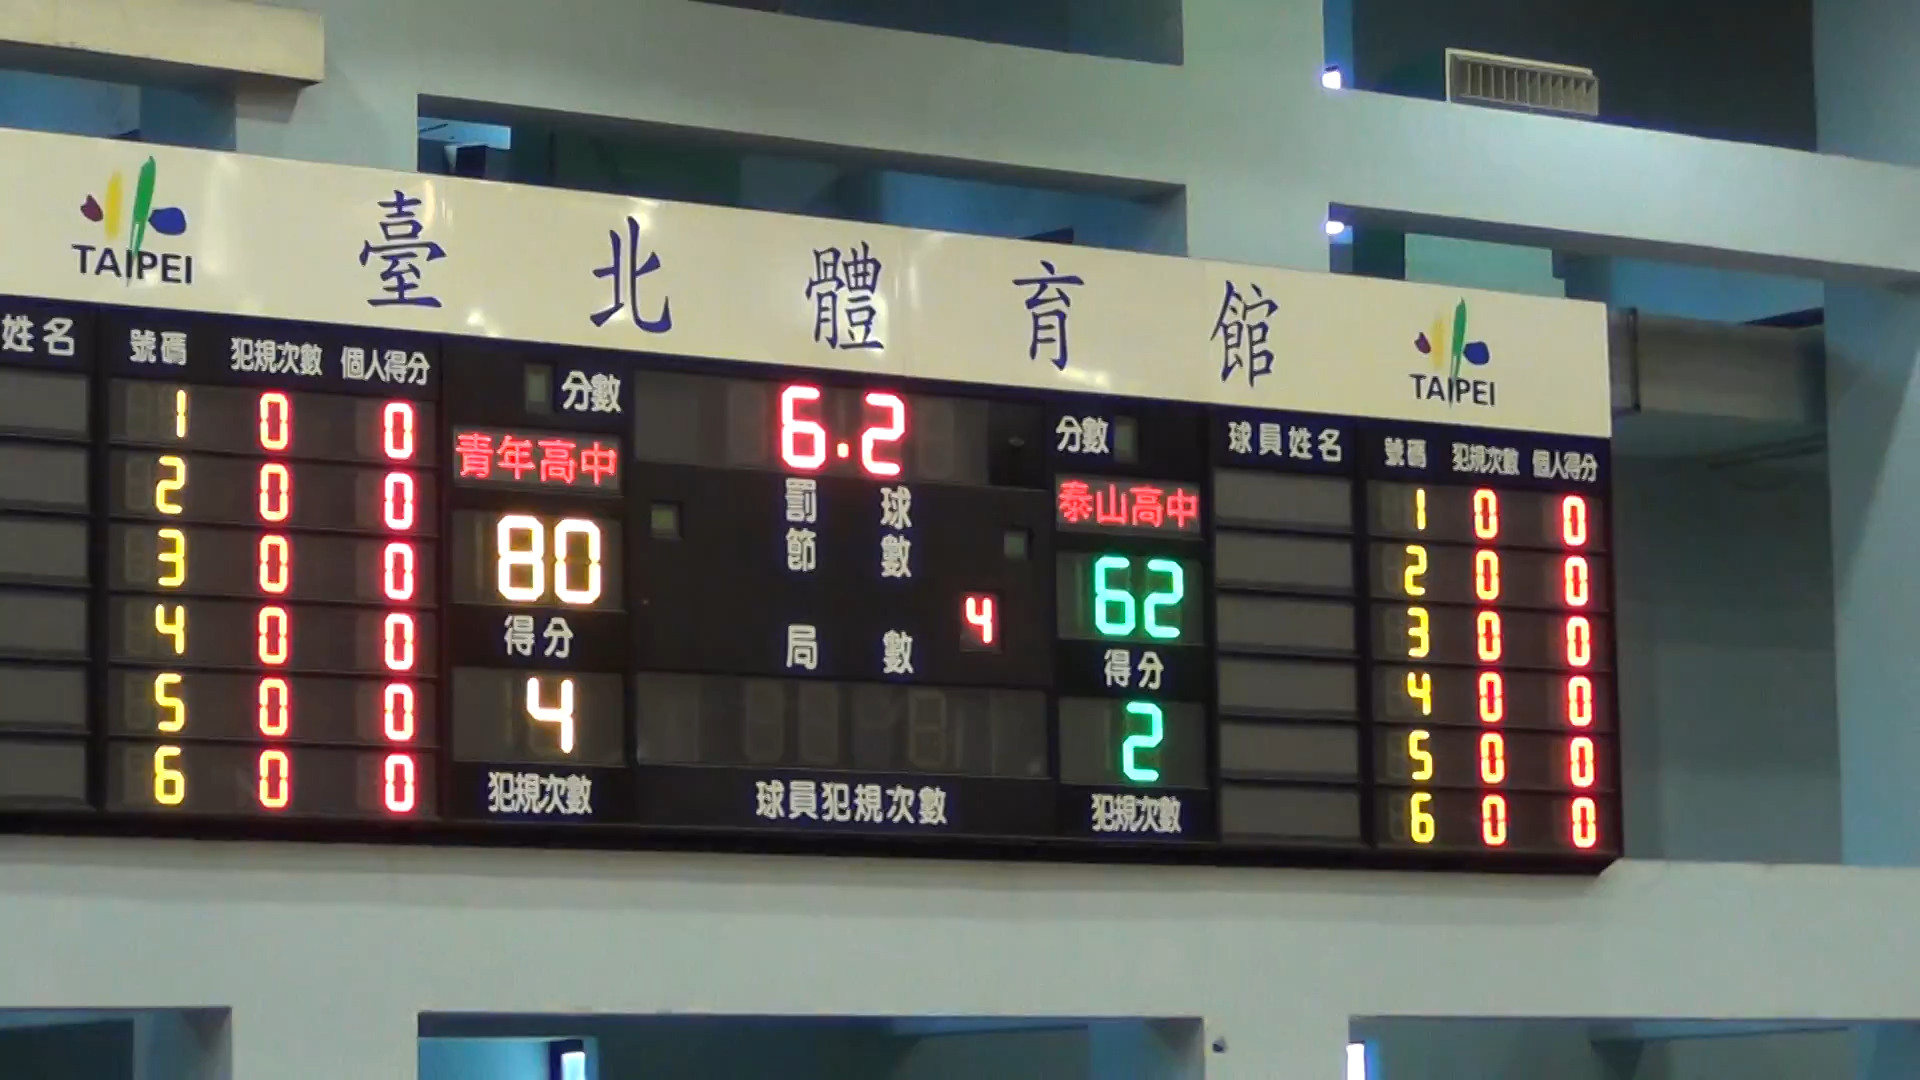 TAIPEI
臺北體育館
TAIPEI
姓名 號碼 犯規次數 個人得分
1 0 0
2 0 0
3 0 0
4 0 0
5 0 0
6 0 0
分數
青年高中
80
得分
4
犯規次數
6.2
罰球
節數
4
局數
球員犯規次數
分數
泰山高中
62
得分
2
犯規次數
球員姓名 號碼 犯規次數 個人得分
1 0 0
2 0 0
3 0 0
4 0 0
5 0 0
6 0 0